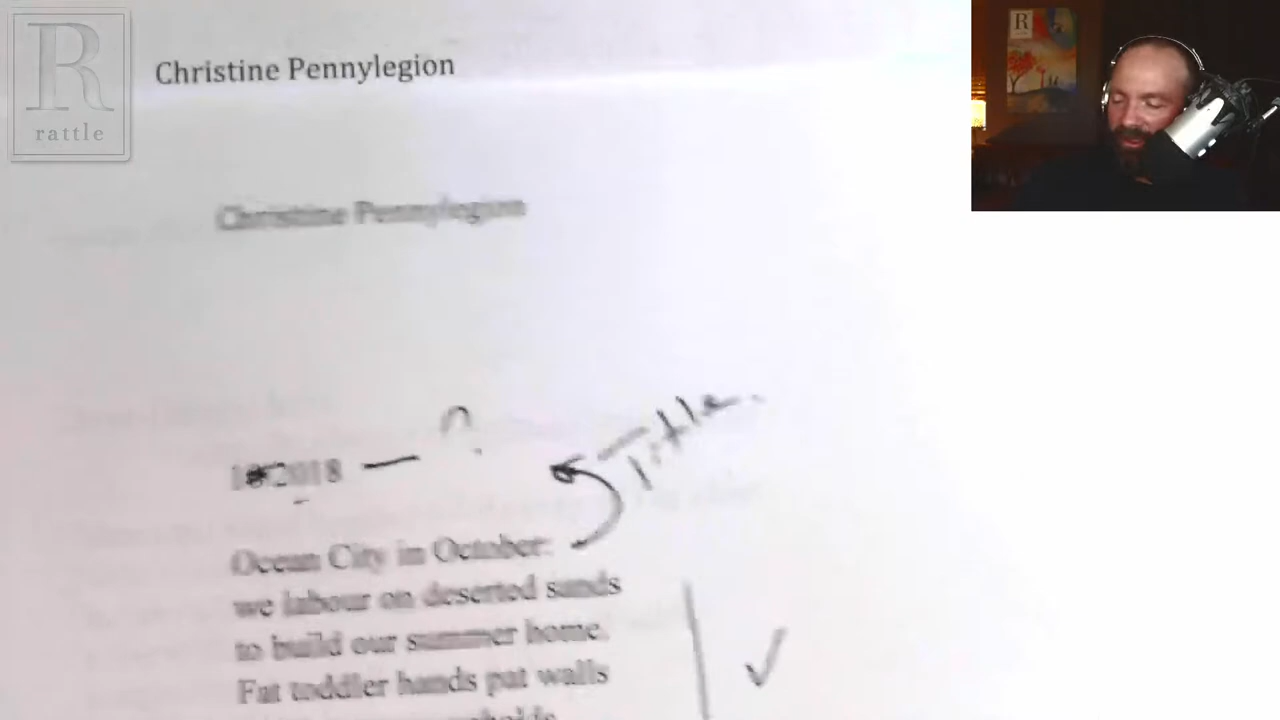 R
rattle
Christine Pennylegion
R
Christine Pennylegion
?
Title.
2018 —
Ocean City in October:
we labour on deserted sands
to build our summer home.
Fat toddler hands pat walls